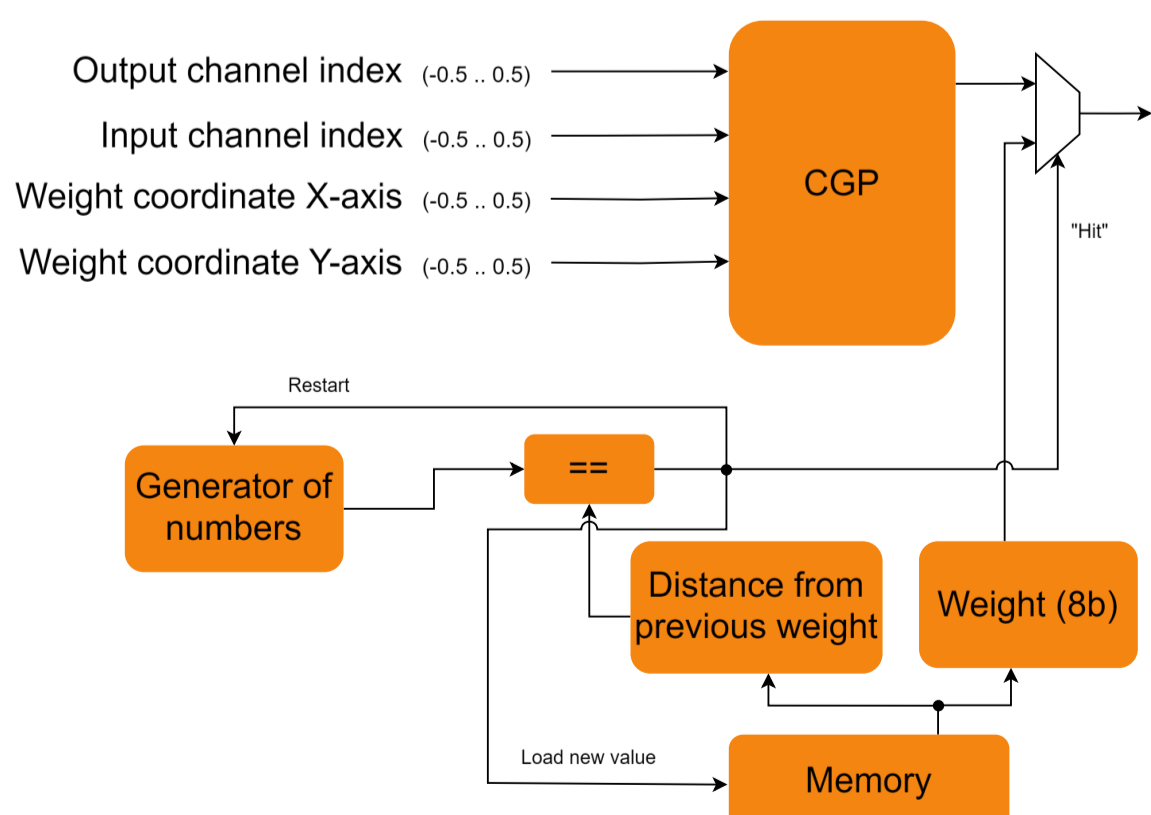 Output channel index (-0.5 .. 0.5)
Input channel index (-0.5 .. 0.5)
Weight coordinate X-axis (-0.5 .. 0.5)
Weight coordinate Y-axis (-0.5 .. 0.5)
CGP
"Hit"
Restart
Generator of
numbers
==
Distance from
previous weight
Weight (8b)
Load new value
Memory